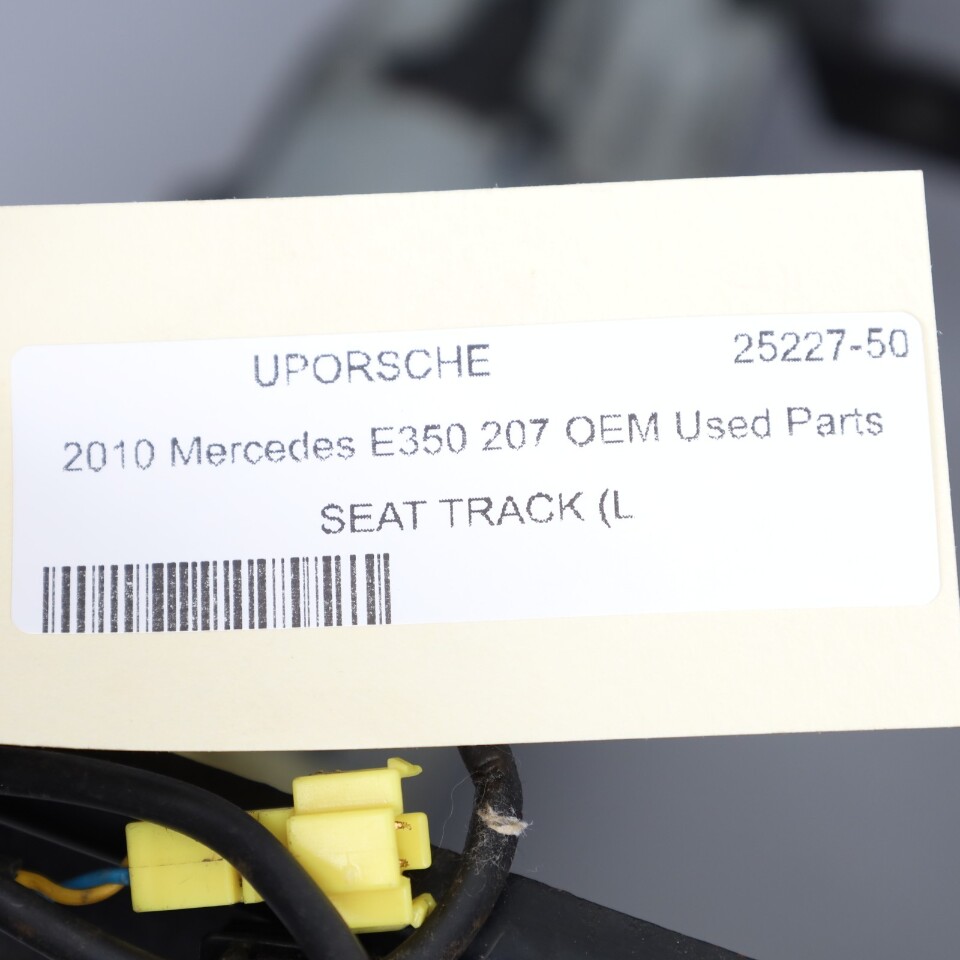 UPORSCHE 25227-50
2010 Mercedes E350 207 OEM Used Parts
SEAT TRACK (L